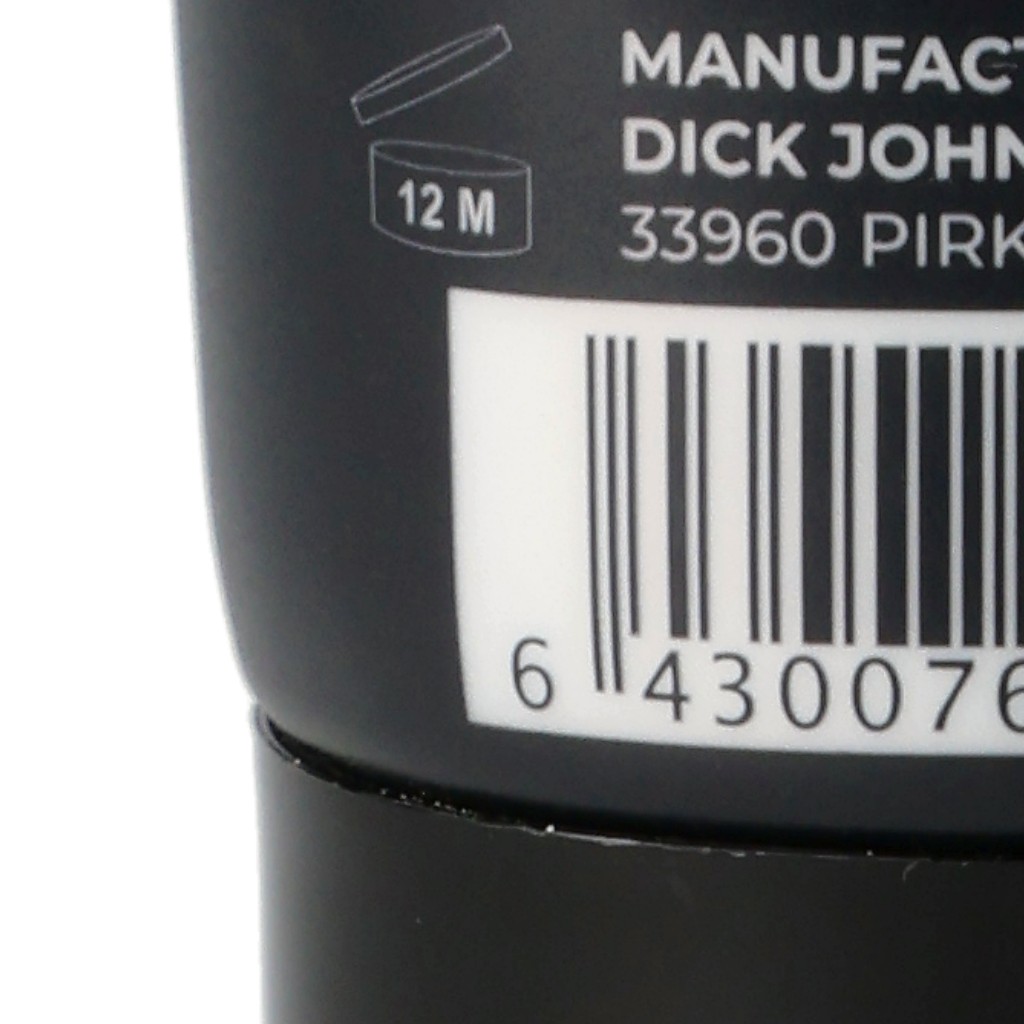 12 M
MANUFACT
DICK JOHN
33960 PIRK
6 430076